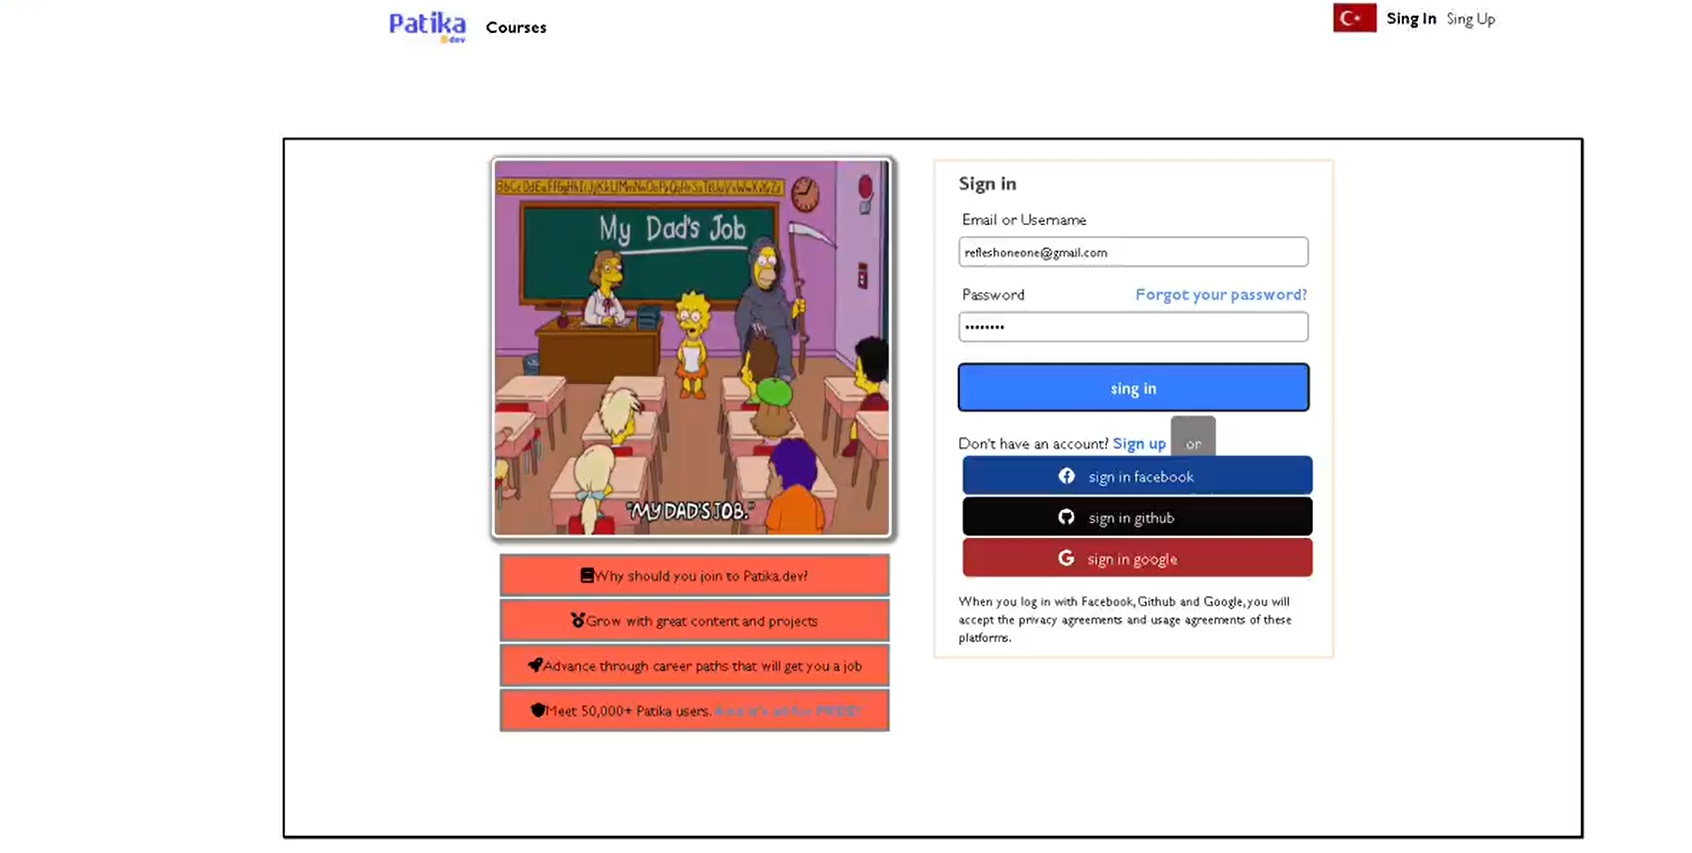 Patika
dev
Courses
Sing In Sing Up
My Dad's Job
"MY DAD'S JOB."
Why should you join to Patika.dev?
Grow with great content and projects
Advance through career paths that will get you a job
Meet 50,000+ Patika users.
Sign in
Email or Username
refleshoneone@gmail.com
Password Forgot your password?
••••••••
sing in
Don't have an account? Sign up or
sign in facebook
sign in github
sign in google
When you log in with Facebook, Github and Google, you will
accept the privacy agreements and usage agreements of these
platforms.